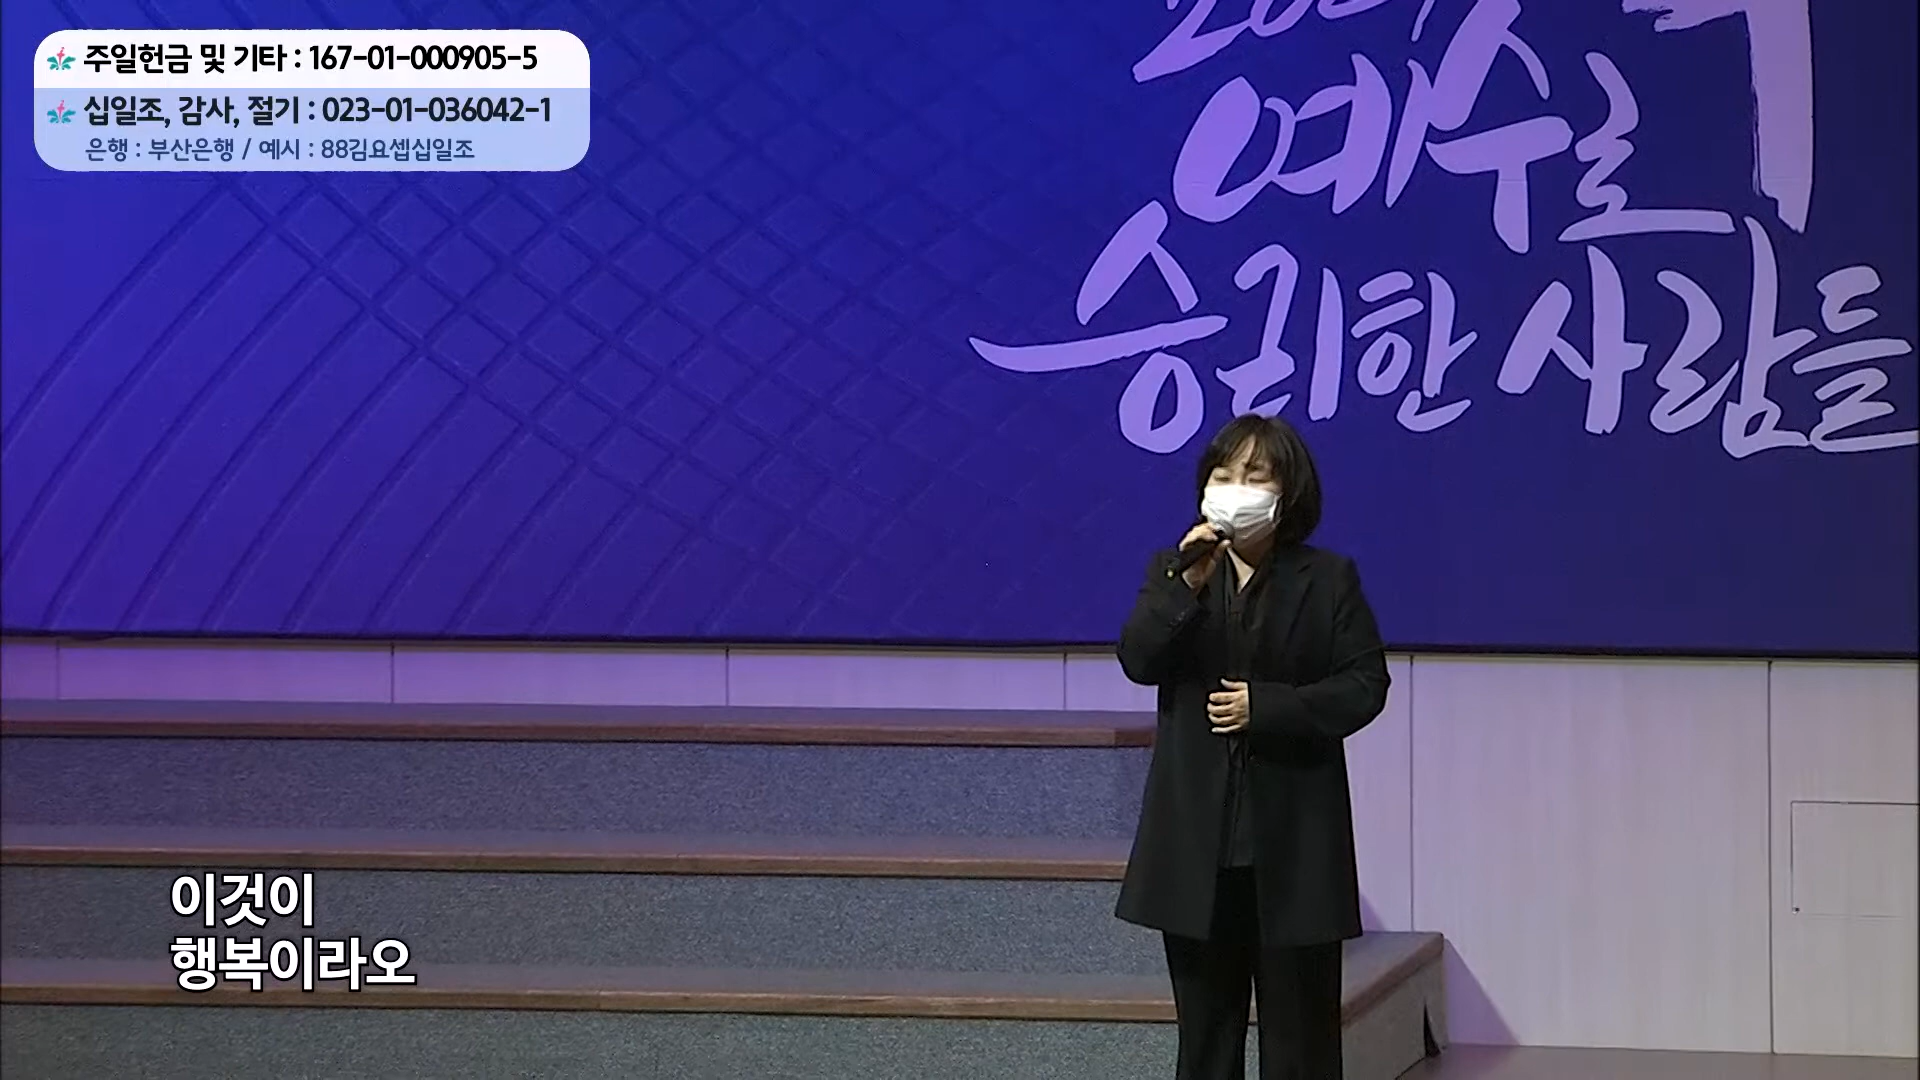 주일헌금 및 기타 : 167-01-000905-5
십일조, 감사, 절기 : 023-01-036042-1
은행 : 부산은행 / 예시 : 88김요셉십일조
예수로
승리한 사람들
이것이
행복이라오